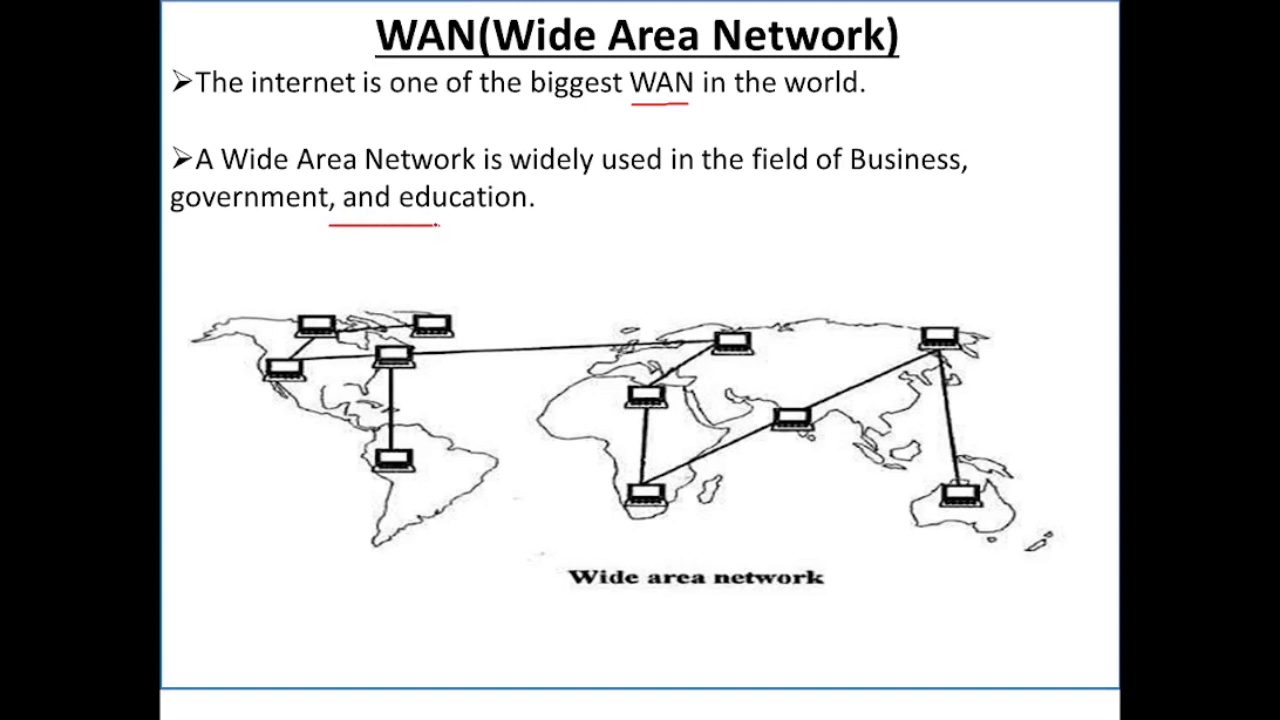 WAN(Wide Area Network)
➢The internet is one of the biggest WAN in the world.
➢A Wide Area Network is widely used in the field of Business,
government, and education.
Wide area network